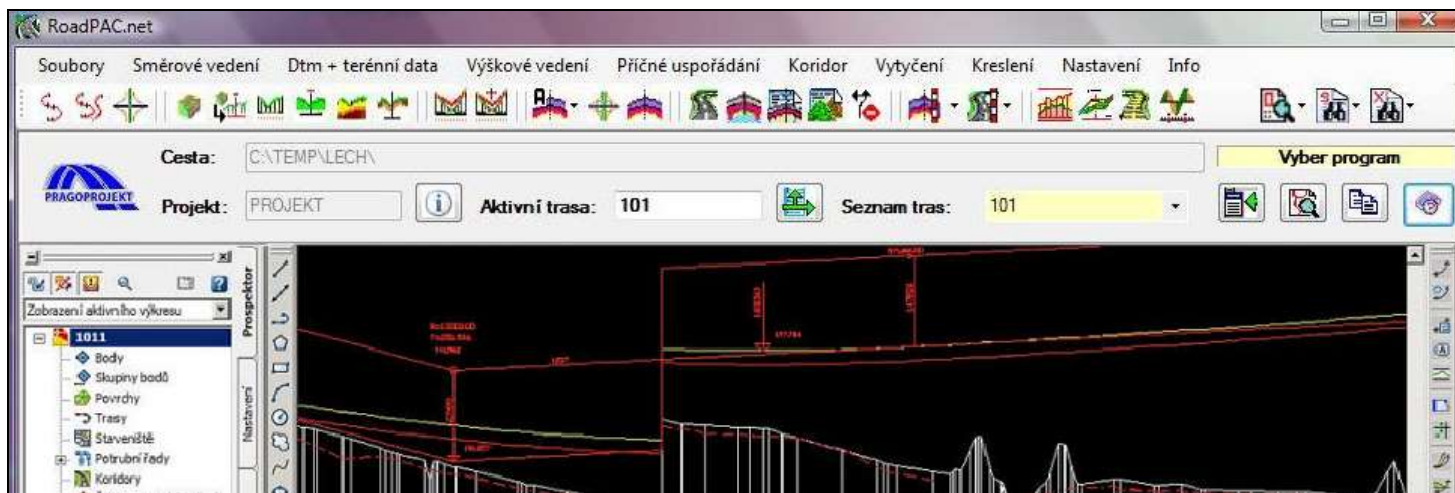 RoadPAC.net
Soubory Směrové vedení Dtm + terénní data Výškové vedení Příčné uspořádání Koridor Vytyčení Kreslení Nastavení Info
Cesta: C:\TEMP\LECH\ Vyber program
PRAGOPROJEKT
Projekt: PROJEKT Aktivní trasa: 101 Seznam tras: 101
Prospektor
Zobrazení aktivního výkresu
1011
Body
Skupiny bodů
Povrchy
Trasy
Nastavení
Staveniště
Potrubní řady
Koridory